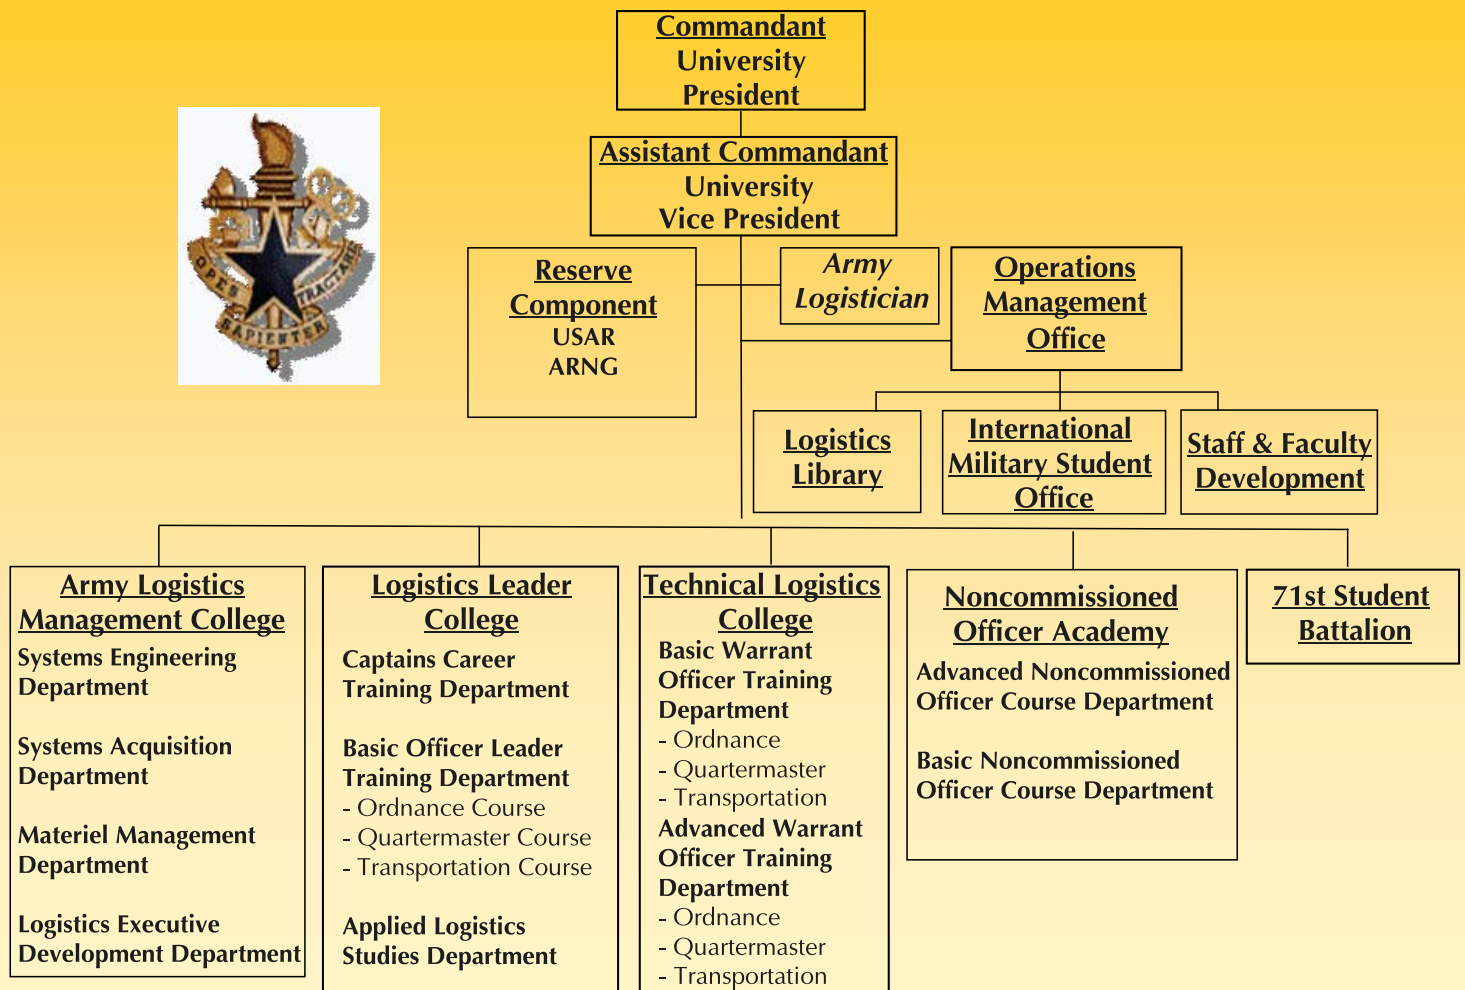 Commandant
University
President
Assistant Commandant
University
Vice President
Reserve
Component
USAR
ARNG
Army
Logistician
Operations
Management
Office
Logistics
Library
International
Military Student
Office
Staff & Faculty
Development
OPES
TRACTARE
SAPIENTER
Army Logistics
Management College
Systems Engineering
Department
Systems Acquisition
Department
Materiel Management
Department
Logistics Executive
Development Department
Logistics Leader
College
Captains Career
Training Department
Basic Officer Leader
Training Department
- Ordnance Course
- Quartermaster Course
- Transportation Course
Applied Logistics
Studies Department
Technical Logistics
College
Basic Warrant
Officer Training
Department
- Ordnance
- Quartermaster
- Transportation
Advanced Warrant
Officer Training
Department
- Ordnance
- Quartermaster
- Transportation
Noncommissioned
Officer Academy
Advanced Noncommissioned
Officer Course Department
Basic Noncommissioned
Officer Course Department
71st Student
Battalion